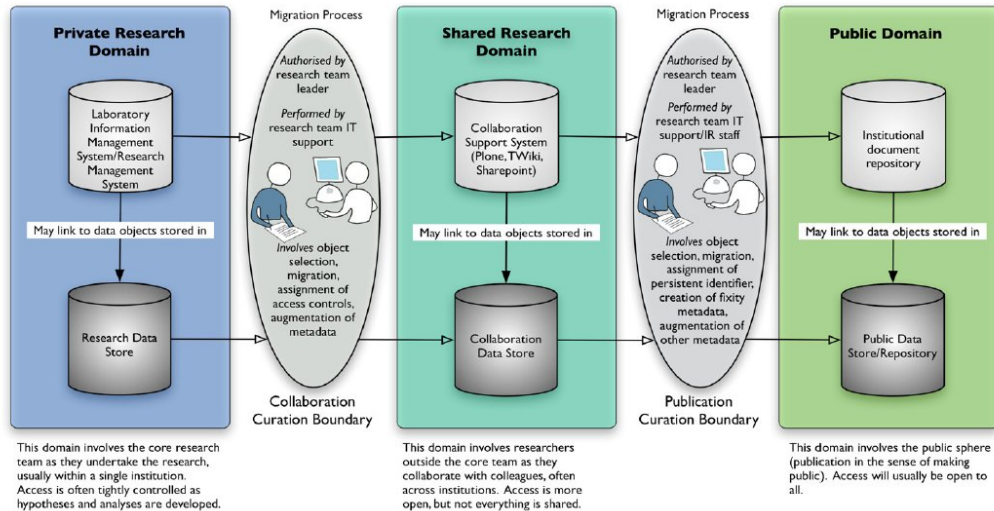 Migration Process
Migration Process
Private Research
Domain
Authorised by
research team
leader
Performed by
research team IT
support
Laboratory
Information
Management
System/Research
Management
System
May link to data objects stored in
Involves object
selection, migration,
assignment of
access controls,
augmentation of
metadata
Research Data
Store
Collaboration
Curation Boundary
Shared Research
Domain
Collaboration
Support System
(Plone, TWiki,
Sharepoint)
May link to data objects stored in
Collaboration
Data Store
Authorised by
research team
leader
Performed by
research team IT
support/IR staff
Involves object
selection, migration,
assignment of
persistent identifier,
creation of fixity
metadata,
augmentation of
other metadata
Publication
Curation Boundary
Public Domain
Institutional
document
repository
May link to data objects stored in
Public Data
Store/Repository
This domain involves the core research
team as they undertake the research,
usually within a single institution.
Access is often tightly controlled as
hypotheses and analyses are developed.
This domain involves researchers
outside the core team as they
collaborate with colleagues, often
across institutions. Access is more
open, but not everything is shared.
This domain involves the public sphere
(publication in the sense of making
public). Access will usually be open to
all.